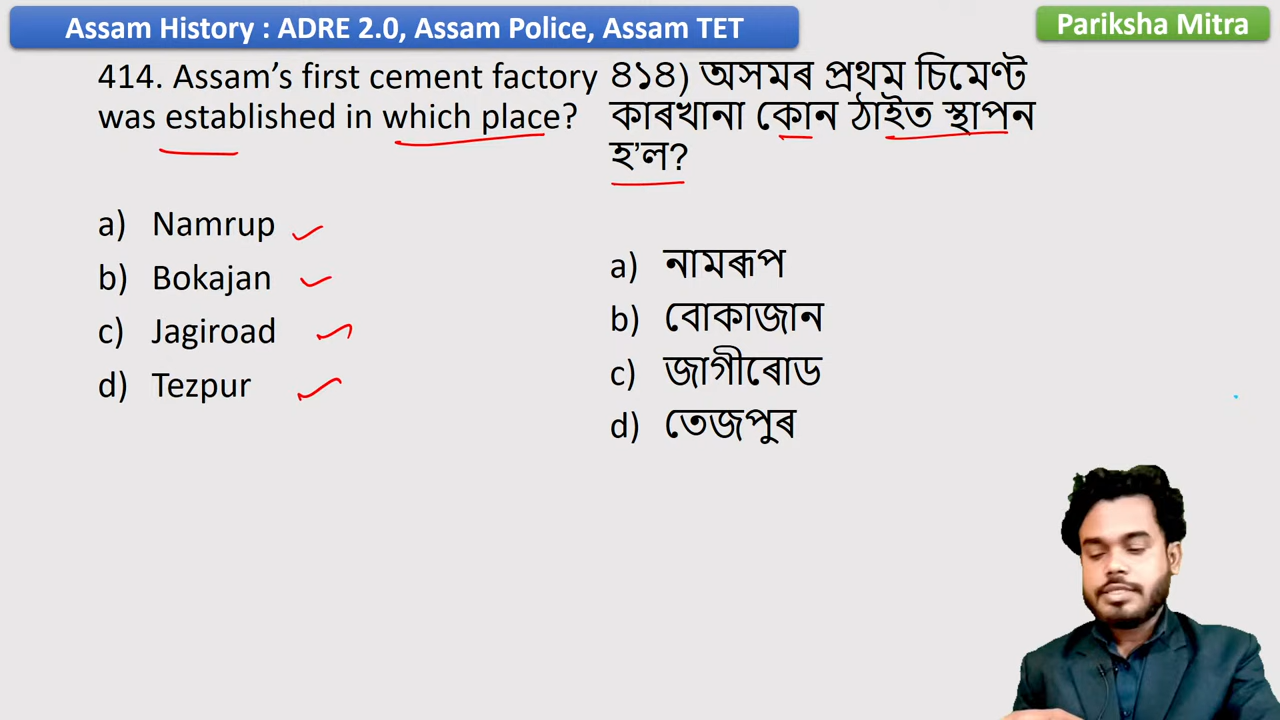 Assam History : ADRE 2.0, Assam Police, Assam TET
Pariksha Mitra
414. Assam’s first cement factory
was established in which place?
a) Namrup
b) Bokajan
c) Jagiroad
d) Tezpur
৪১৪) অসমৰ প্ৰথম চিমেণ্ট
কাৰখানা কোন ঠাইত স্থাপন
হ’ল?
a) নামৰূপ
b) বোকাজান
c) জাগীৰোড
d) তেজপুৰ